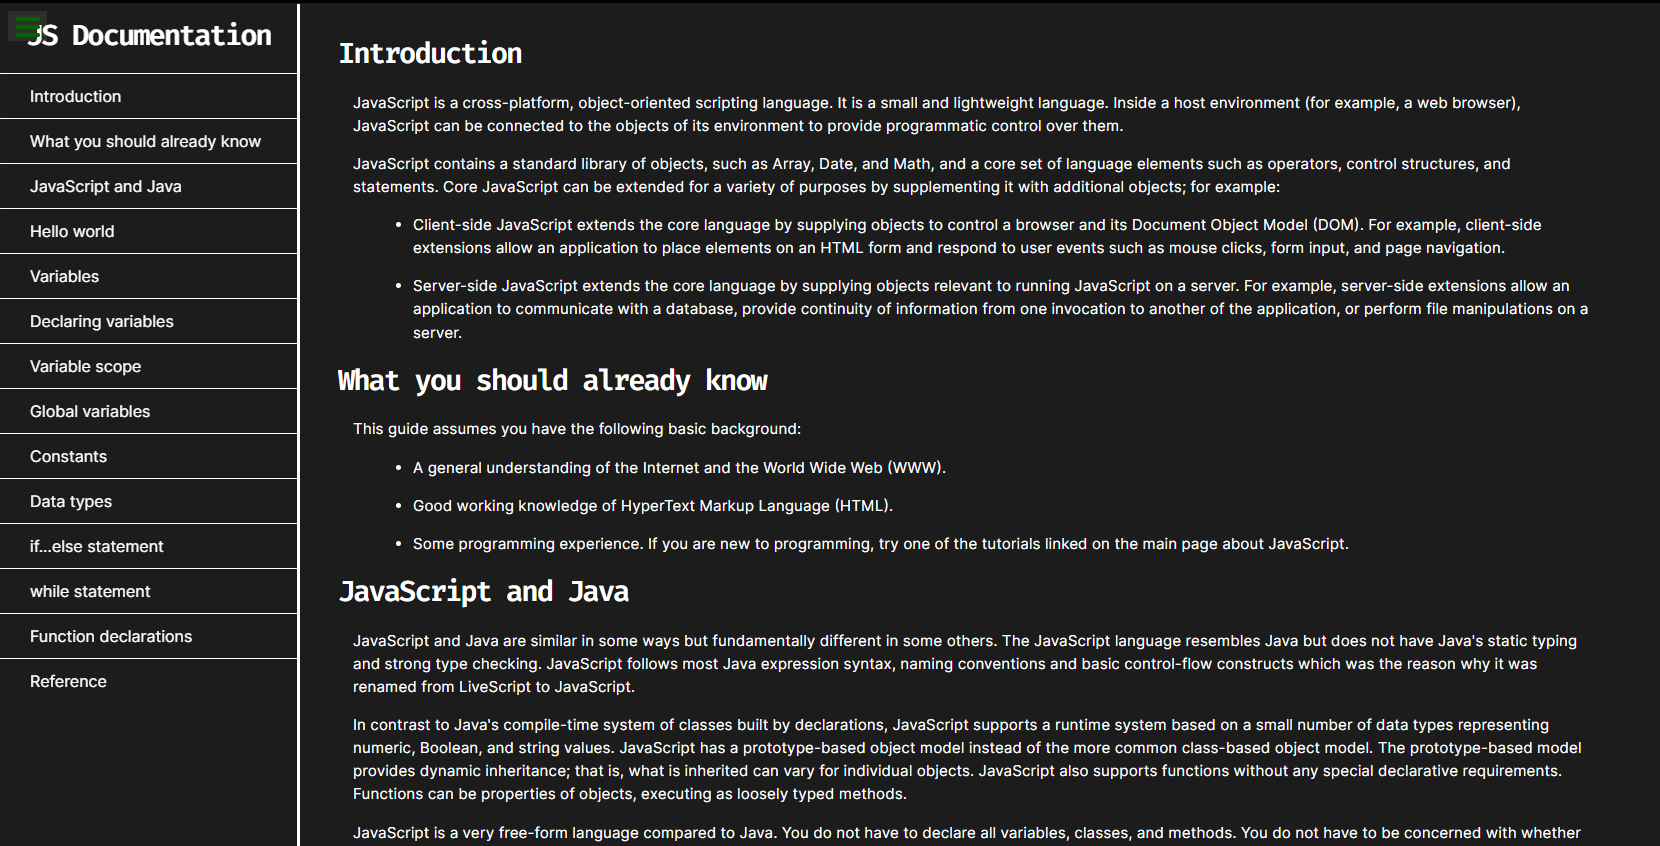 JS Documentation
Introduction
What you should already know
JavaScript and Java
Hello world
Variables
Declaring variables
Variable scope
Global variables
Constants
Data types
if...else statement
while statement
Function declarations
Reference
Introduction
JavaScript is a cross-platform, object-oriented scripting language. It is a small and lightweight language. Inside a host environment (for example, a web browser),
JavaScript can be connected to the objects of its environment to provide programmatic control over them.
JavaScript contains a standard library of objects, such as Array, Date, and Math, and a core set of language elements such as operators, control structures, and
statements. Core JavaScript can be extended for a variety of purposes by supplementing it with additional objects; for example:
• Client-side JavaScript extends the core language by supplying objects to control a browser and its Document Object Model (DOM). For example, client-side
extensions allow an application to place elements on an HTML form and respond to user events such as mouse clicks, form input, and page navigation.
• Server-side JavaScript extends the core language by supplying objects relevant to running JavaScript on a server. For example, server-side extensions allow an
application to communicate with a database, provide continuity of information from one invocation to another of the application, or perform file manipulations on a
server.
What you should already know
This guide assumes you have the following basic background:
• A general understanding of the Internet and the World Wide Web (WWW).
• Good working knowledge of HyperText Markup Language (HTML).
• Some programming experience. If you are new to programming, try one of the tutorials linked on the main page about JavaScript.
JavaScript and Java
JavaScript and Java are similar in some ways but fundamentally different in some others. The JavaScript language resembles Java but does not have Java's static typing
and strong type checking. JavaScript follows most Java expression syntax, naming conventions and basic control-flow constructs which was the reason why it was
renamed from LiveScript to JavaScript.
In contrast to Java's compile-time system of classes built by declarations, JavaScript supports a runtime system based on a small number of data types representing
numeric, Boolean, and string values. JavaScript has a prototype-based object model instead of the more common class-based object model. The prototype-based model
provides dynamic inheritance; that is, what is inherited can vary for individual objects. JavaScript also supports functions without any special declarative requirements.
Functions can be properties of objects, executing as loosely typed methods.
JavaScript is a very free-form language compared to Java. You do not have to declare all variables, classes, and methods. You do not have to be concerned with whether